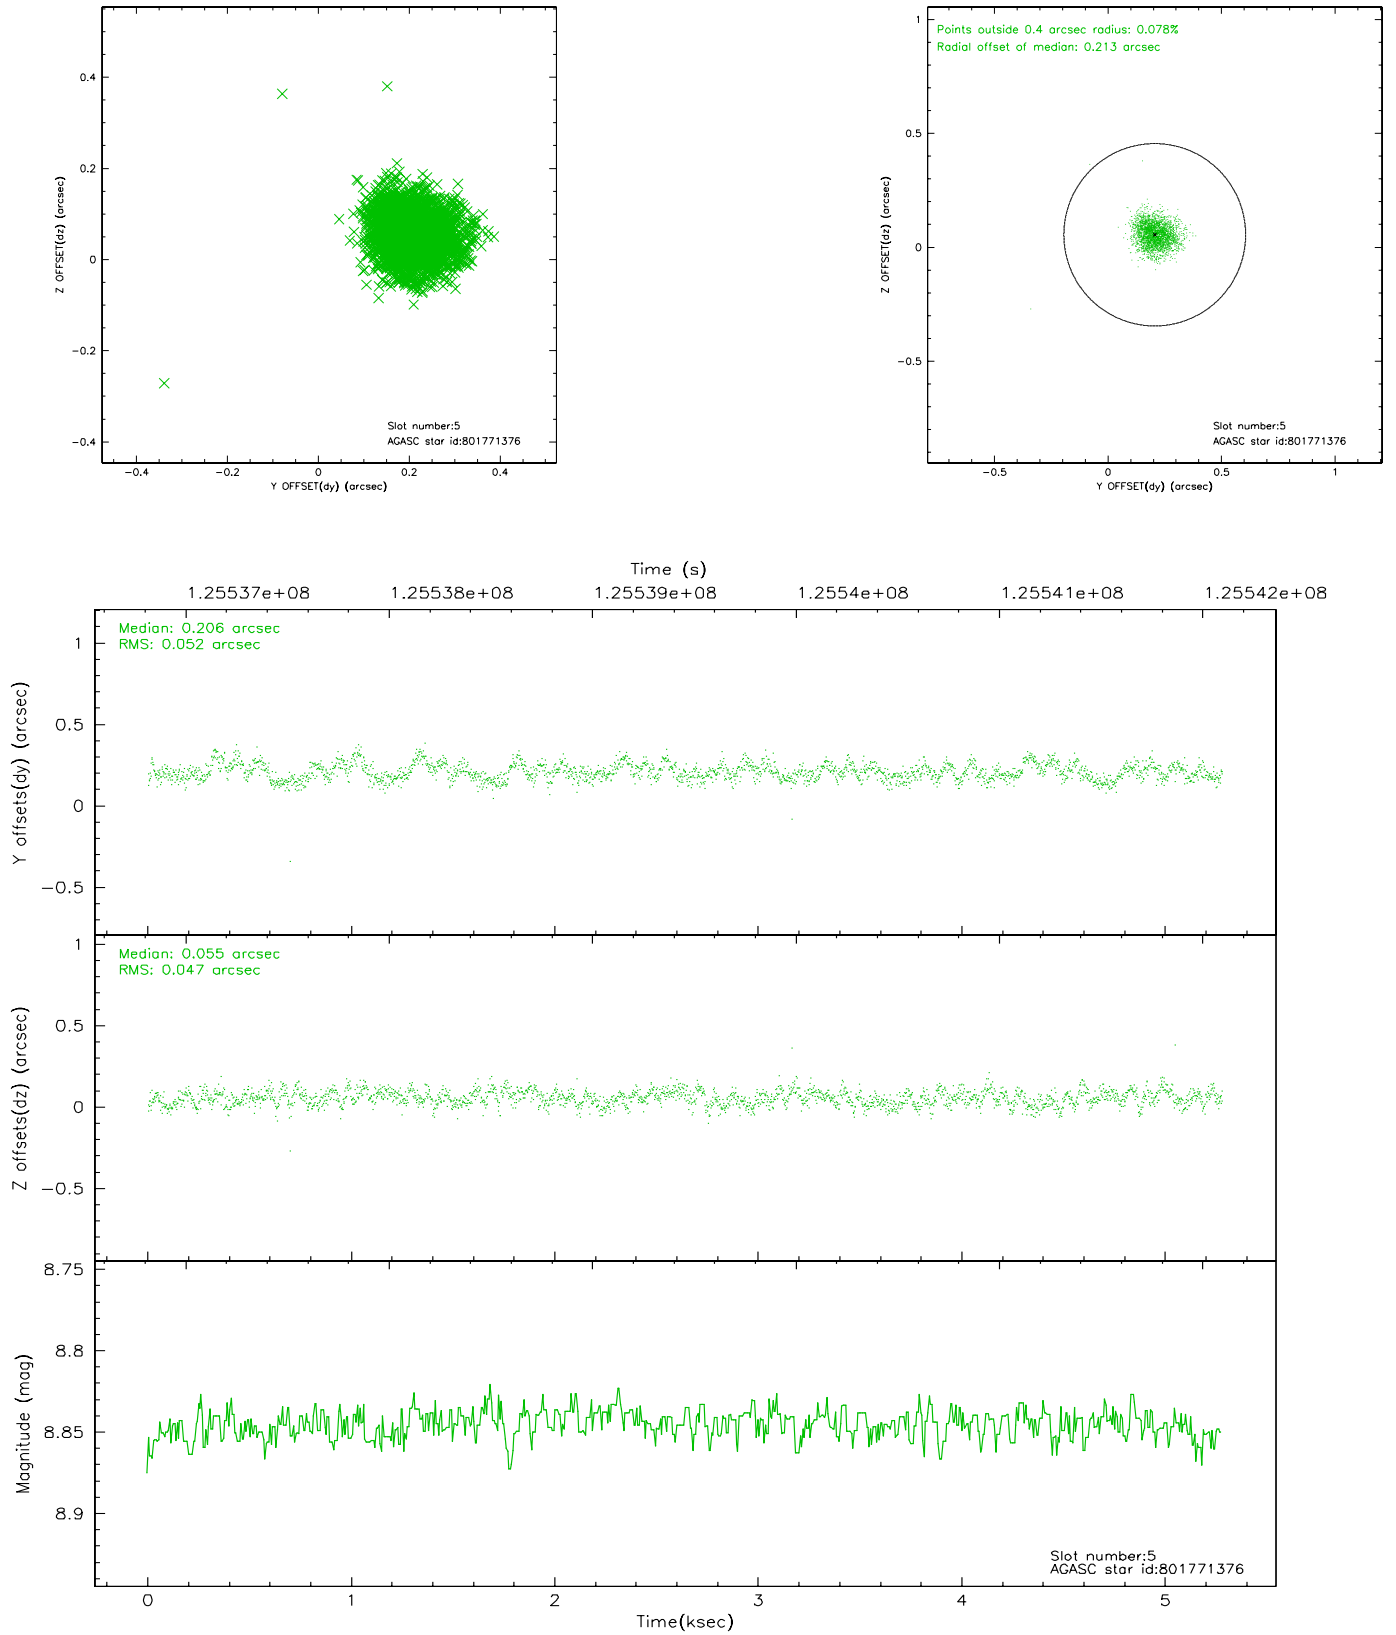 0.4
0.2
0
−0.2
−0.4
Z OFFSET(dz) (arcsec)
Slot number:5
AGASC star id:801771376
−0.4 −0.2 0 0.2 0.4
Y OFFSET(dy) (arcsec)
Points outside 0.4 arcsec radius: 0.078%
Radial offset of median: 0.213 arcsec
1
0.5
0
−0.5
Z OFFSET(dz) (arcsec)
Slot number:5
AGASC star id:801771376
−0.5 0 0.5 1
Y OFFSET(dy) (arcsec)
Time (s)
1.25537e+08 1.25538e+08 1.25539e+08 1.2554e+08 1.25541e+08 1.25542e+08
Median: 0.206 arcsec
RMS: 0.052 arcsec
1
0.5
0
−0.5
Y offsets(dy) (arcsec)
Median: 0.055 arcsec
RMS: 0.047 arcsec
1
0.5
0
−0.5
Z offsets(dz) (arcsec)
8.75
8.8
8.85
8.9
Magnitude (mag)
Slot number:5
AGASC star id:801771376
0 1 2 3 4 5
Time(ksec)